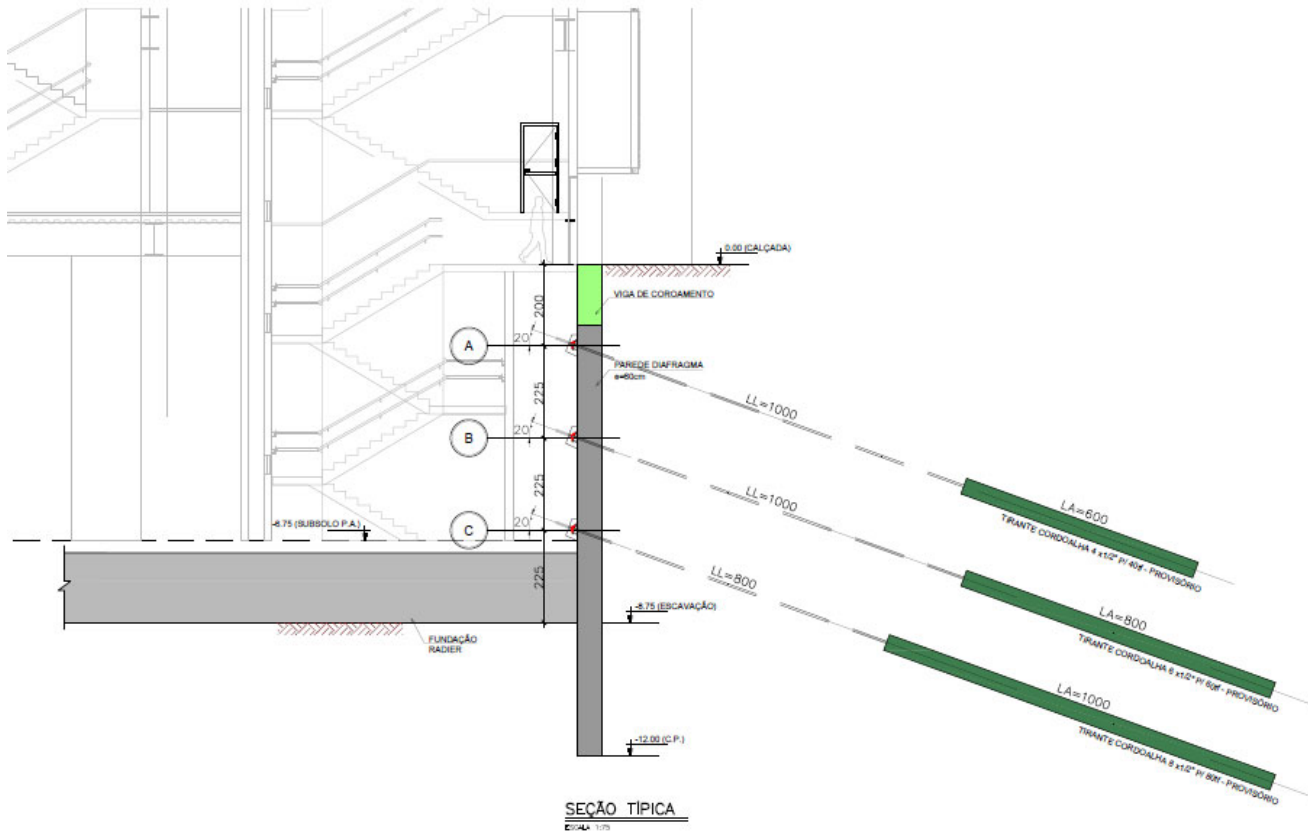 0.00 (CALÇADA)
VIGA DE COROAMENTO
200
20°
A
PAREDE DIAFRAGMA
e=60cm
225
LL=1000
20°
B
LL=1000
LA=600
TIRANTE CORDOALHA 4 x1/2" P/ 40tf - PROVISÓRIO
225
-6.75 (SUBSOLO P.A.)
20°
C
LL=800
LA=800
TIRANTE CORDOALHA 6 x1/2" P/ 60tf - PROVISÓRIO
225
-8.75 (ESCAVAÇÃO)
FUNDAÇÃO
RADIER
LA=1000
TIRANTE CORDOALHA 8 x1/2" P/ 80tf - PROVISÓRIO
-12.00 (C.P.)
SEÇÃO TÍPICA
ESCALA 1:75